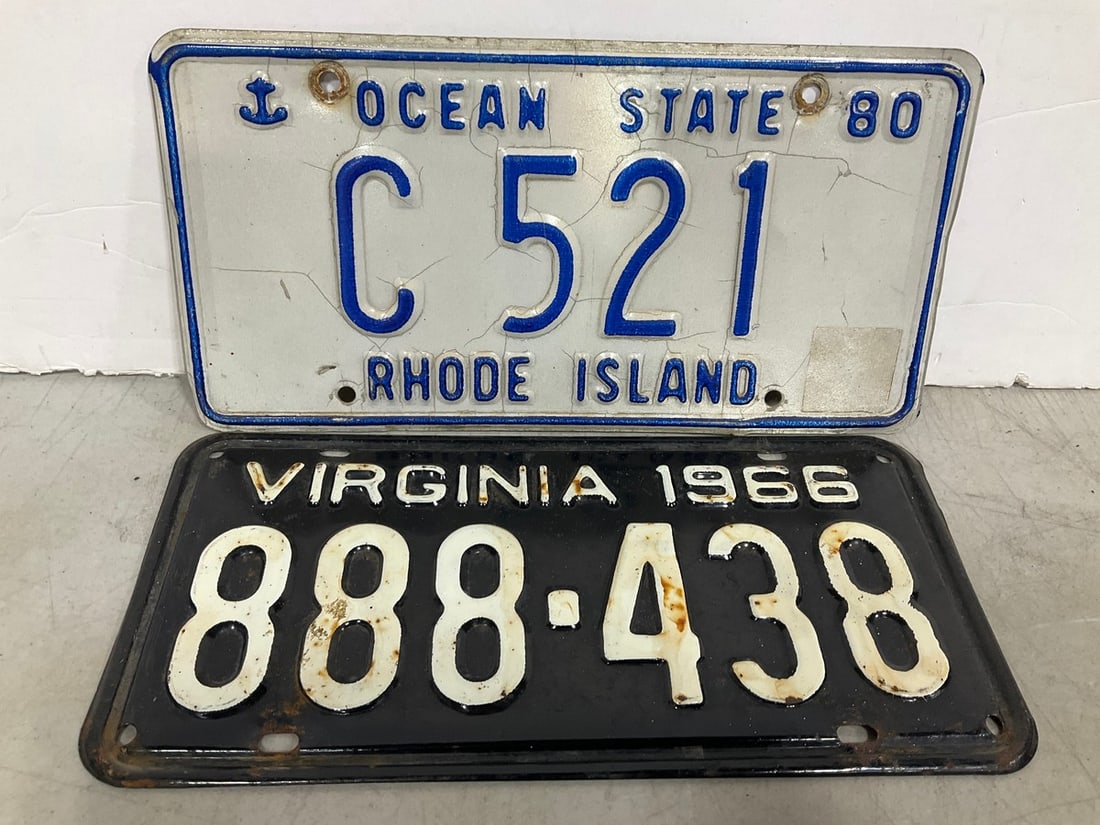 OCEAN STATE 80
C 521
RHODE ISLAND
VIRGINIA 1966
888·438